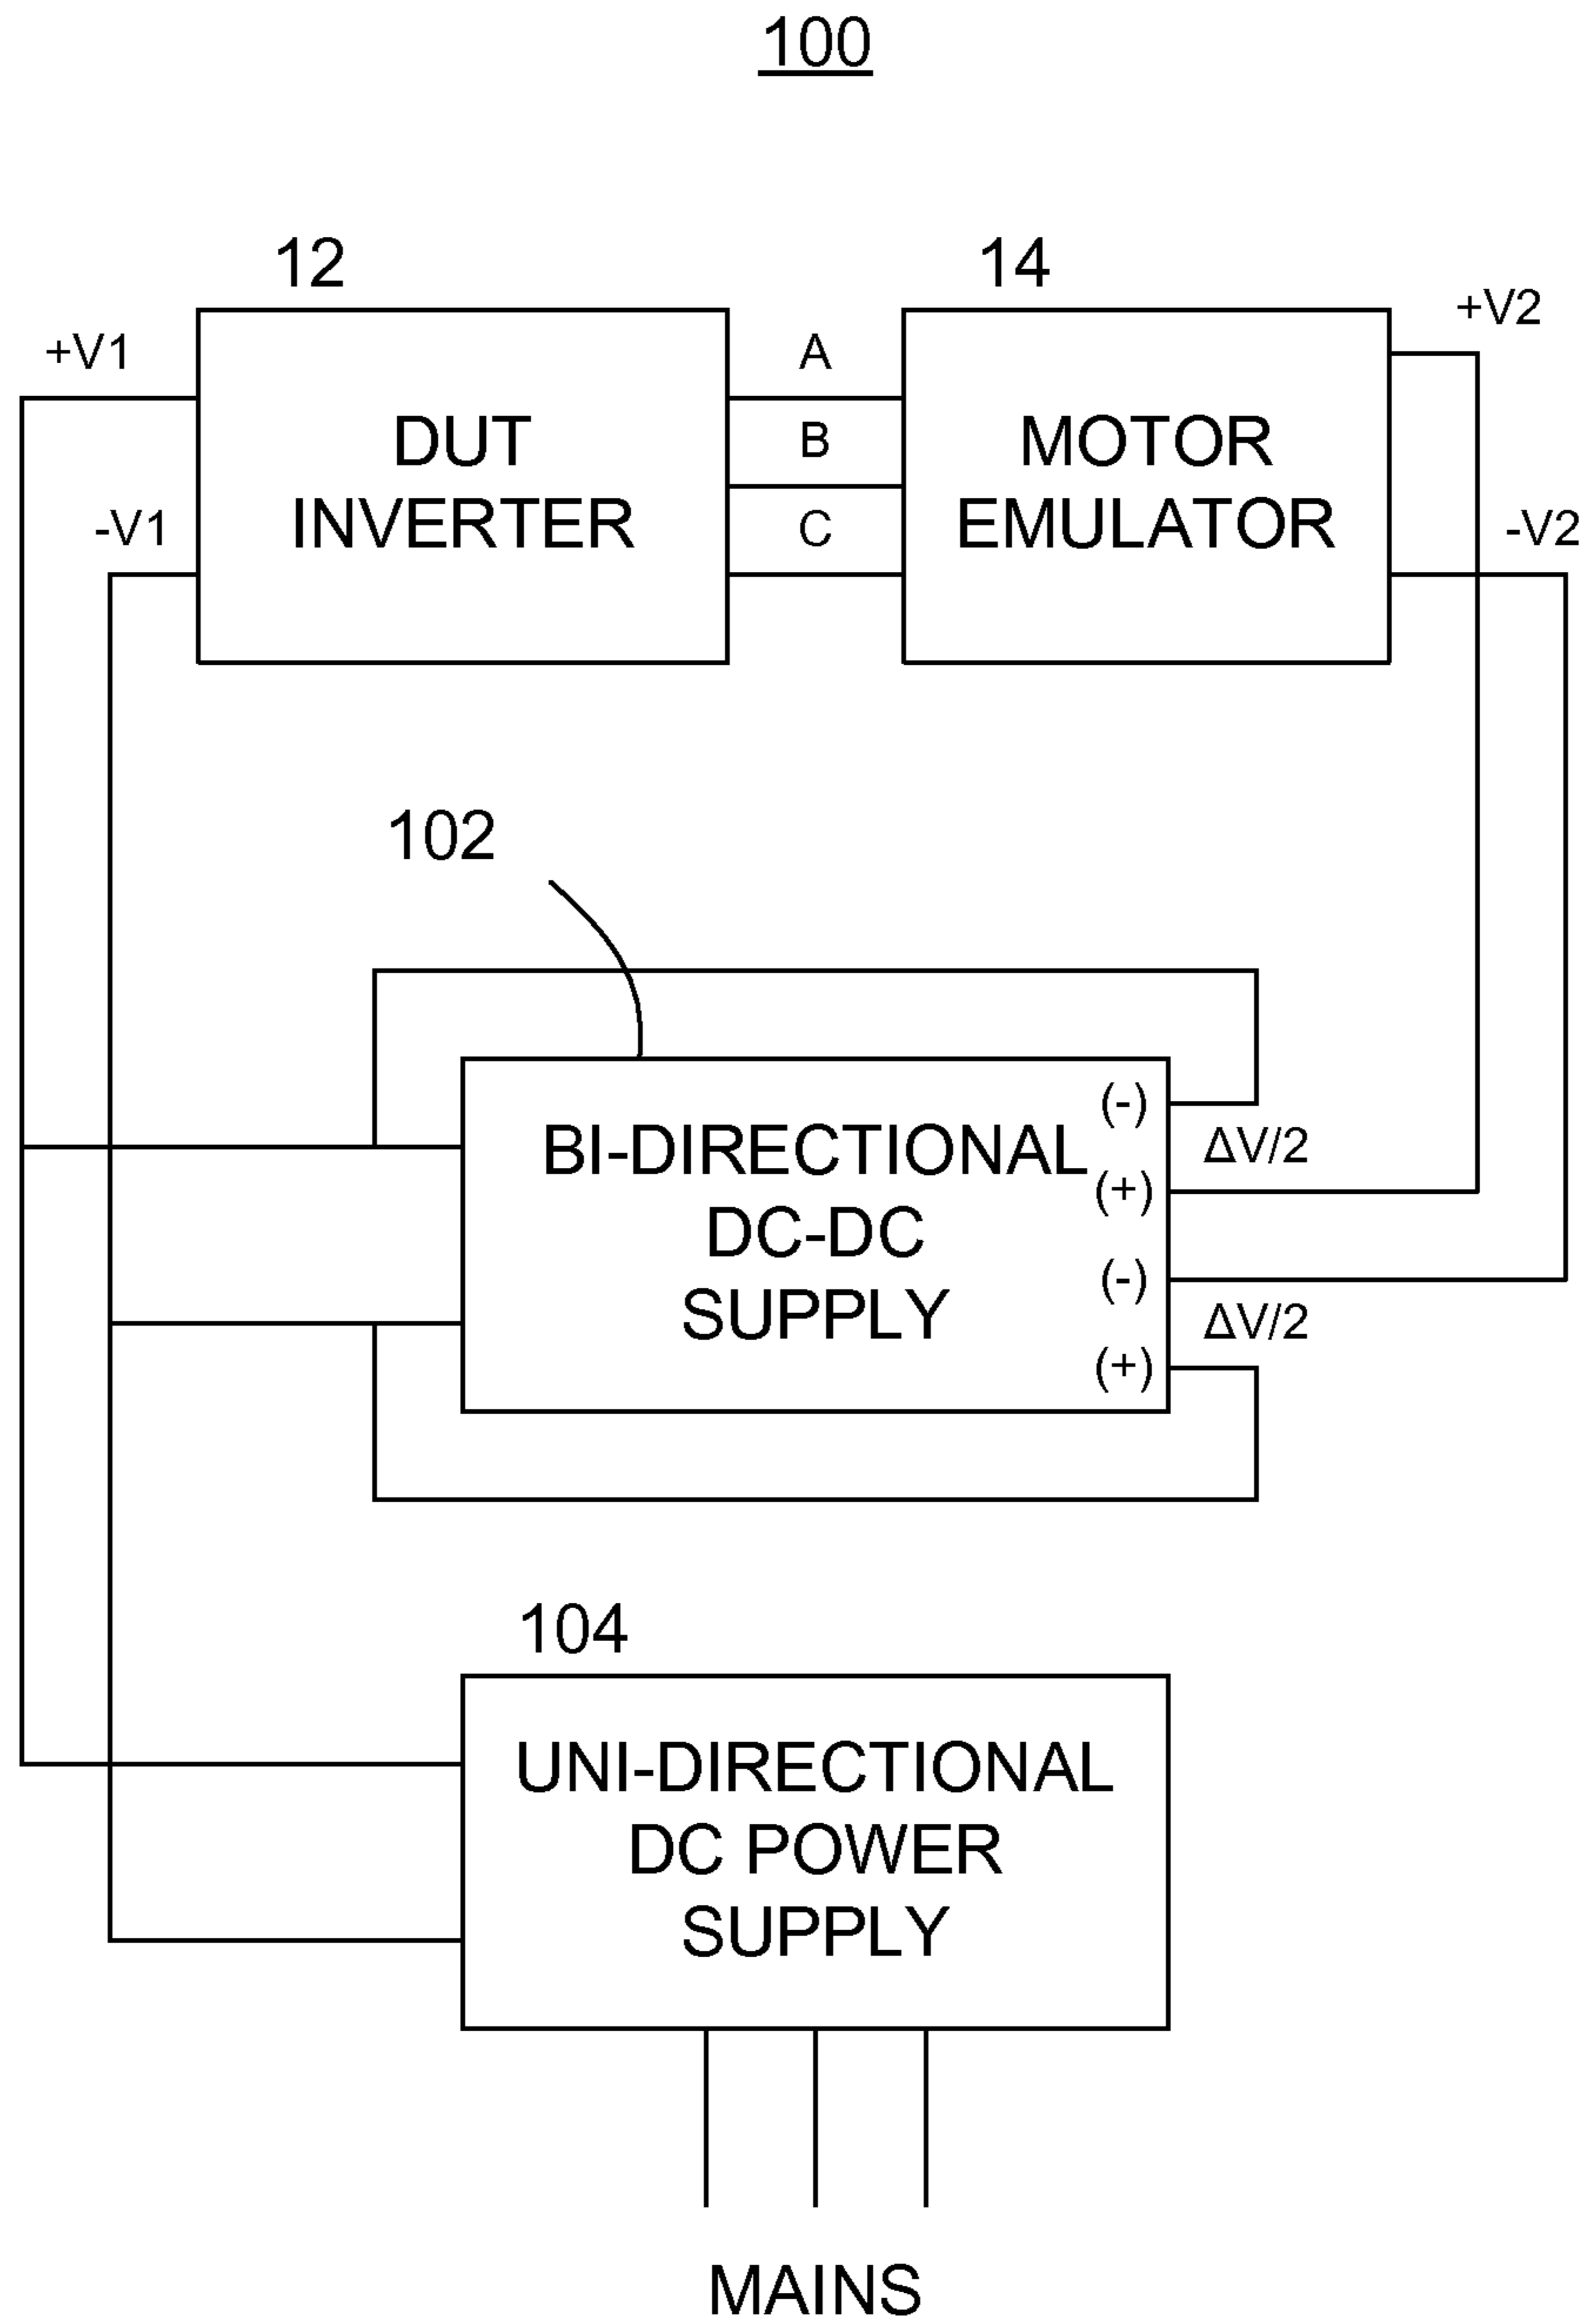 100
12
14
+V1
+V2
A
DUT
B
MOTOR
INVERTER
EMULATOR
-V1
C
-V2
102
(-)
BI-DIRECTIONAL
ΔV/2
(+)
DC-DC
(-)
SUPPLY
ΔV/2
(+)
104
UNI-DIRECTIONAL
DC POWER
SUPPLY
MAINS